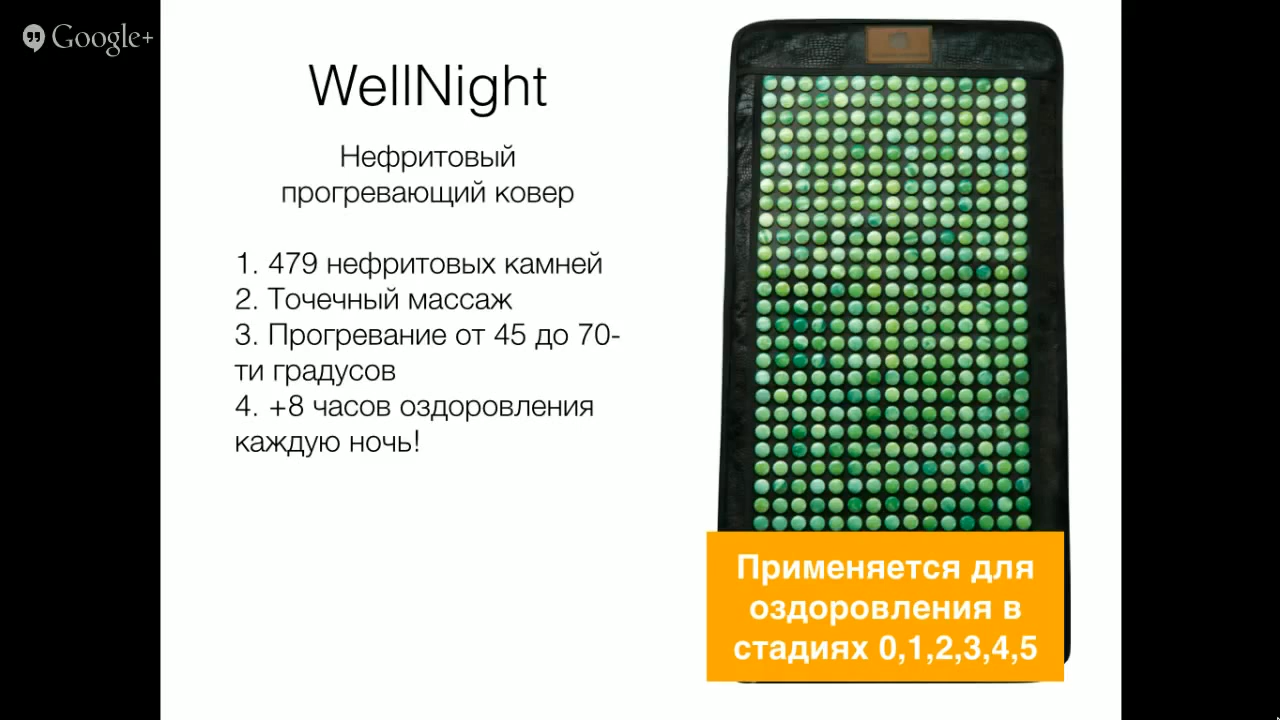 Google+
WellNight
Нефритовый
прогревающий ковер
1. 479 нефритовых камней
2. Точечный массаж
3. Прогревание от 45 до 70-
ти градусов
4. +8 часов оздоровления
каждую ночь!
Применяется для
оздоровления в
стадиях 0,1,2,3,4,5